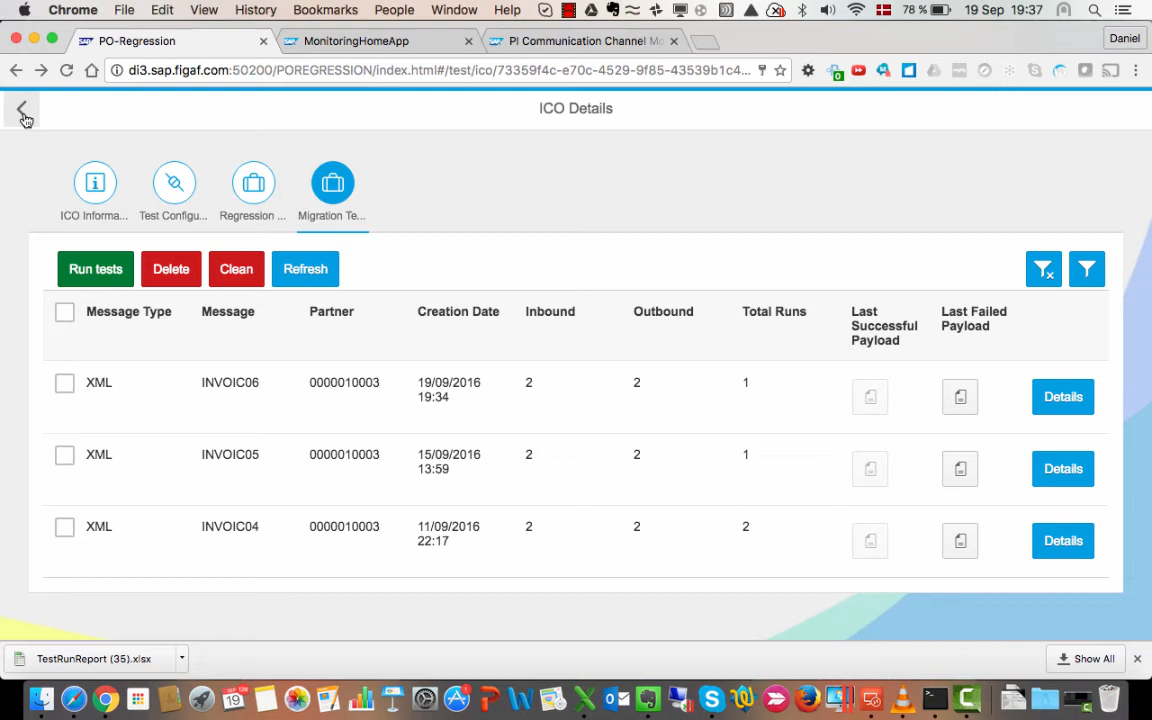 Chrome File Edit View History Bookmarks People Window Help 78 % 19 Sep 19:37
SAP PO-Regression SAP MonitoringHomeApp SAP PI Communication Channel Mo Daniel
di3.sap.figaf.com:50200/POREGRESSION/index.html#/test/ico/73359f4c-e70c-4529-9f85-43539b1c4...
ICO Details
ICO Informa... Test Configu... Regression ... Migration Te...
Run tests Delete Clean Refresh
Message Type Message Partner Creation Date Inbound Outbound Total Runs Last Successful Payload Last Failed Payload
XML INVOIC06 0000010003 19/09/2016 19:34 2 2 1 Details
XML INVOIC05 0000010003 15/09/2016 13:59 2 2 1 Details
XML INVOIC04 0000010003 11/09/2016 22:17 2 2 2 Details
TestRunReport (35).xlsx Show All